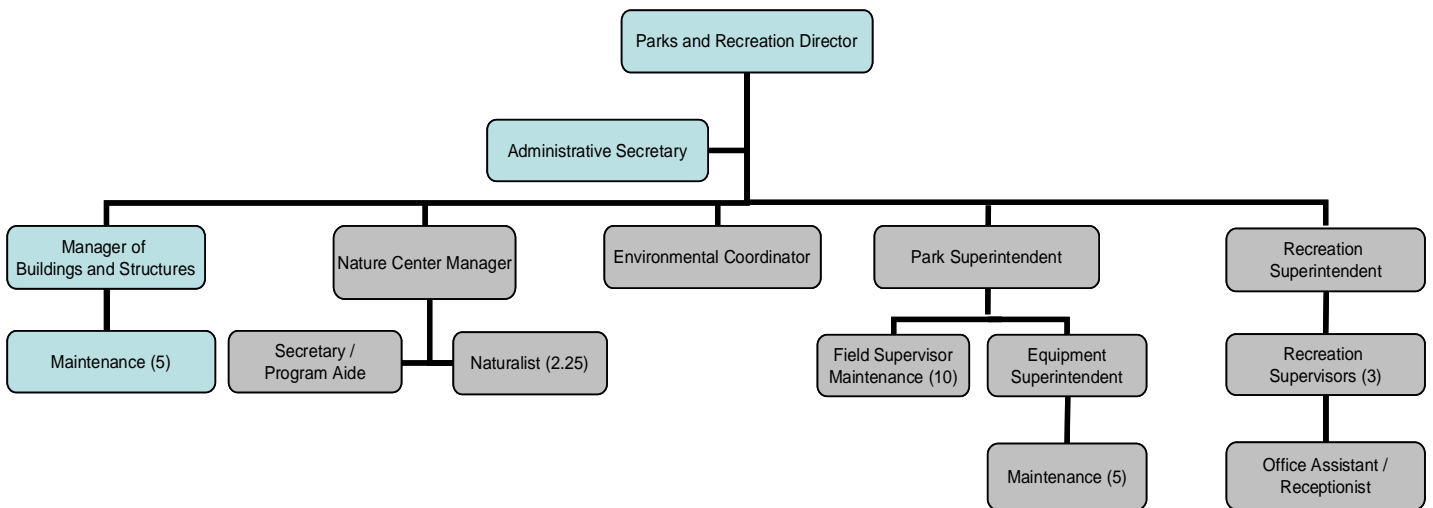 Parks and Recreation Director
Administrative Secretary
Manager of
Buildings and Structures
Nature Center Manager
Environmental Coordinator
Park Superintendent
Recreation
Superintendent
Maintenance (5)
Secretary /
Program Aide
Naturalist (2.25)
Field Supervisor
Maintenance (10)
Equipment
Superintendent
Recreation
Supervisors (3)
Maintenance (5)
Office Assistant /
Receptionist